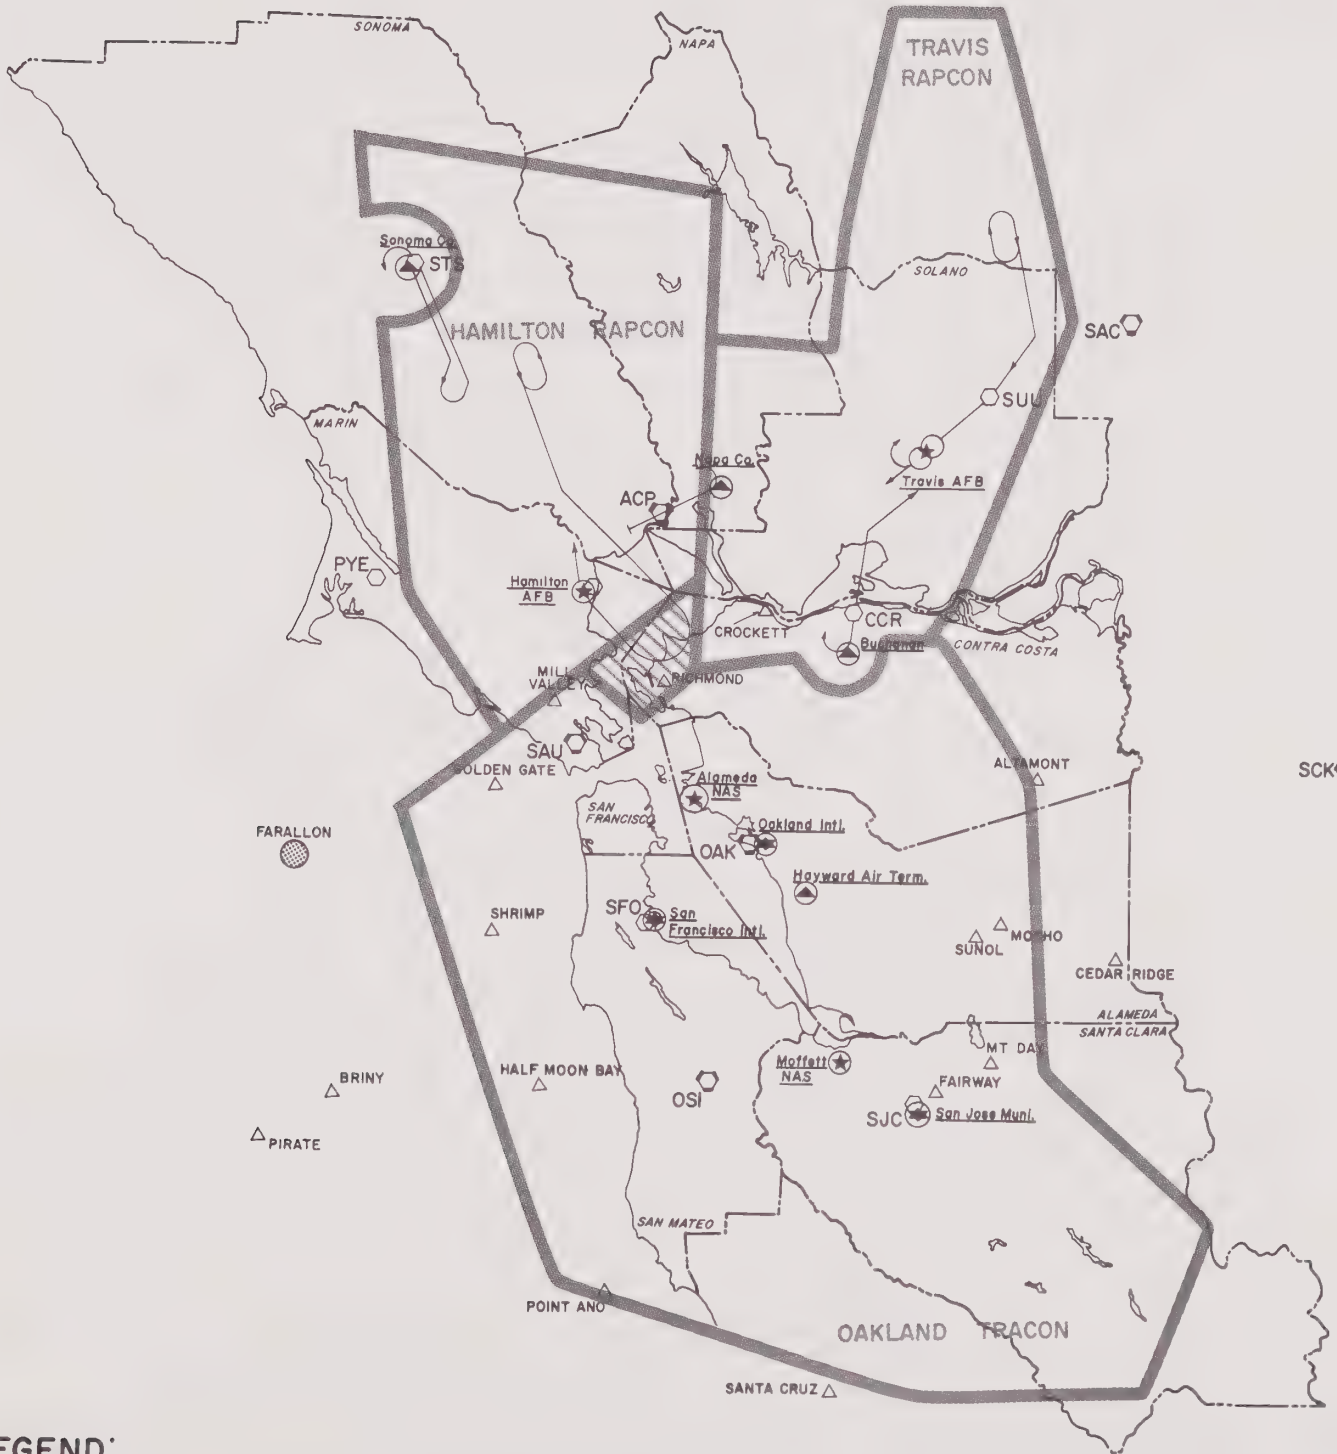 SONOMA
NAPA
TRAVIS
RAPCON
Sonoma Co.
STS
SOLANO
HAMILTON RAPCON
SAC
SUU
MARIN
Napa Co.
Travis AFB
ACP
PYE
Hamilton
AFB
CROCKETT
CCR
Buchanan
CONTRA COSTA
MILL
VALLEY
RICHMOND
SAU
GOLDEN GATE
ALTAMONT
SCK
Alameda
NAS
SAN
FRANCISCO
FARALLON
Oakland Intl.
OAK
Hayward Air Term.
SFO
San
Francisco Intl.
SHRIMP
SUNOL
MOCHO
CEDAR RIDGE
ALAMEDA
SANTA CLARA
MT DAY
Moffett
NAS
HALF MOON BAY
BRINY
OSI
FAIRWAY
SJC
San Jose Muni.
PIRATE
SAN MATEO
POINT ANO
OAKLAND TRACON
SANTA CRUZ
EGEND: